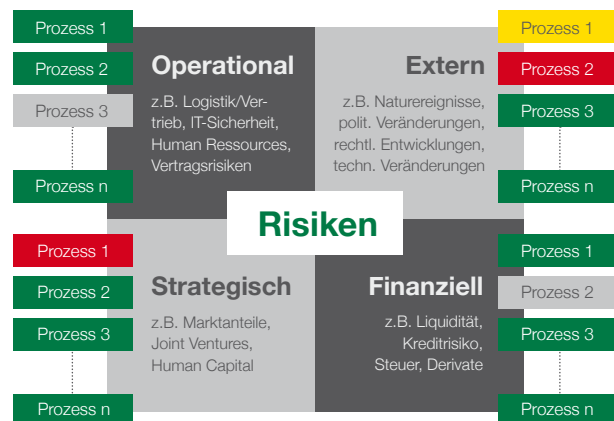 Prozess 1
Prozess 2
Prozess 3
Prozess n
Operational
z.B. Logistik/Ver-
trieb, IT-Sicherheit,
Human Ressources,
Vertragsrisiken
Extern
z.B. Naturereignisse,
polit. Veränderungen,
rechtl. Entwicklungen,
techn. Veränderungen
Prozess 1
Prozess 2
Prozess 3
Prozess n
Risiken
Prozess 1
Prozess 2
Prozess 3
Prozess n
Strategisch
z.B. Marktanteile,
Joint Ventures,
Human Capital
Finanziell
z.B. Liquidität,
Kreditrisiko,
Steuer, Derivate
Prozess 1
Prozess 2
Prozess 3
Prozess n